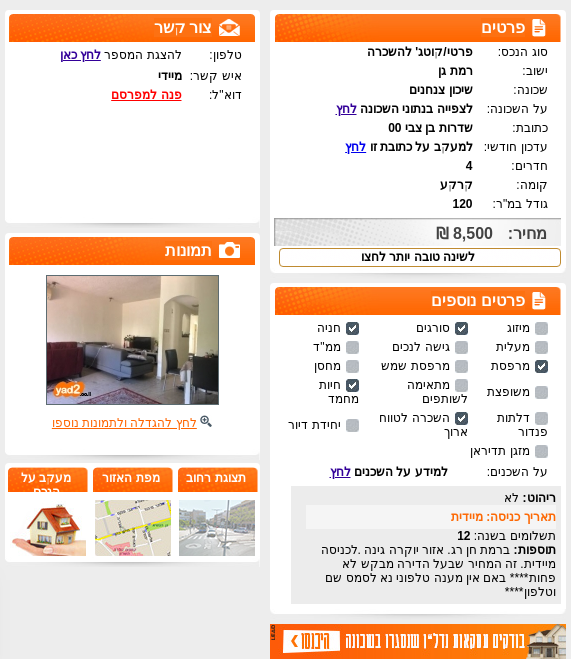 פרטים
סוג הנכס: פרטי/קוטג' להשכרה
ישוב: רמת גן
שכונה: שיכון צנחנים
על השכונה: לצפייה בנתוני השכונה לחץ
כתובת: שדרות בן צבי 00
עדכון חודשי: למעקב על כתובת זו לחץ
חדרים: 4
קומה: קרקע
גודל במ"ר: 120
מחיר: 8,500 ₪
לשינה טובה יותר לחצו
פרטים נוספים
מיזוג סורגים חניה
מעלית גישה לנכים ממ"ד
מרפסת מרפסת שמש מחסן
משופצת מתאימה לשותפים חיות מחמד
דלתות פנדור השכרה לטווח ארוך יחידת דיור
מזגן תדיראן
על השכנים: למידע על השכנים לחץ
ריהוט: לא
תאריך כניסה: מיידית
תשלומים בשנה: 12
תוספות: ברמת חן רג. אזור יוקרה גינה .לכניסה
מיידית. זה המחיר שבעל הדירה מבקש לא
פחות**** באם אין מענה טלפוני נא לסמס שם
וטלפון****
בודקים עסקאות נדל"ן שנסגרו בשכונה
היכנסו
צור קשר
טלפון: להצגת המספר לחץ כאן
איש קשר: מיידי
דוא"ל: פנה למפרסם
תמונות
yad2
לחץ להגדלה ולתמונות נוספו
תצוגת רחוב
מפת האזור
מעקב על
הנכס